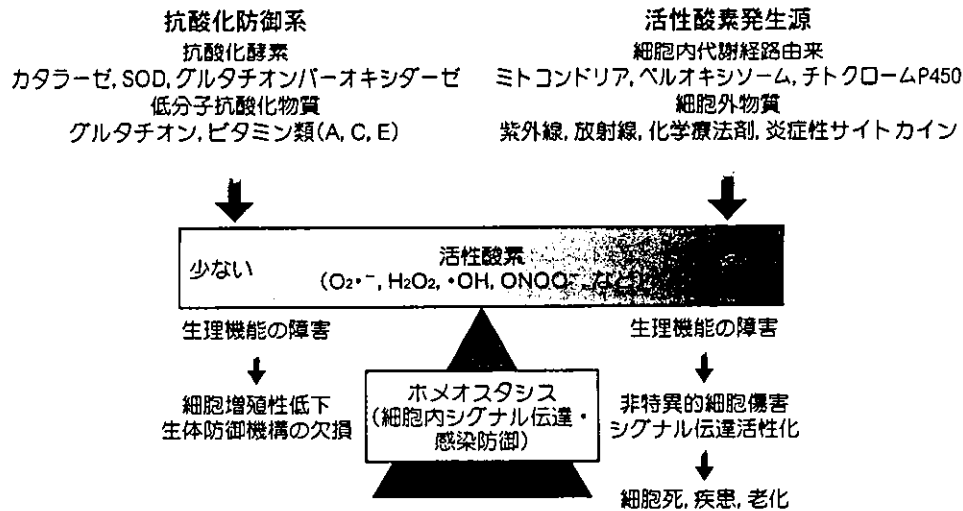 抗酸化防御系
抗酸化酵素
カタラーゼ, SOD, グルタチオンパーオキシダーゼ
低分子抗酸化物質
グルタチオン, ビタミン類(A, C, E)
活性酸素発生源
細胞内代謝経路由来
ミトコンドリア, ペルオキシソーム, チトクロームP450
細胞外物質
紫外線, 放射線, 化学療法剤, 炎症性サイトカイン
少ない
活性酸素
(O₂•⁻, H₂O₂, •OH, ONOO⁻, など)
生理機能の障害
細胞増殖性低下
生体防御機構の欠損
ホメオスタシス
(細胞内シグナル伝達・
感染防御)
生理機能の障害
非特異的細胞傷害
シグナル伝達活性化
細胞死, 疾患, 老化